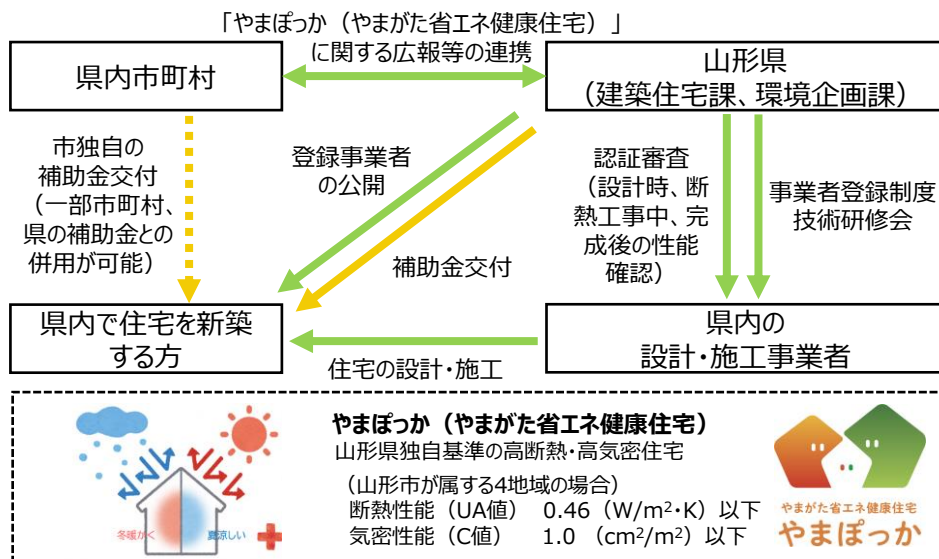 「やまぽっか（やまがた省エネ健康住宅）」
に関する広報等の連携
県内市町村
山形県
（建築住宅課、環境企画課）
市独自の
補助金交付
（一部市町村、
県の補助金との
併用が可能）
登録事業者
の公開
補助金交付
認証審査
（設計時、断
熱工事中、完
成後の性能
確認）
事業者登録制度
技術研修会
県内で住宅を新築
する方
住宅の設計・施工
県内の
設計・施工事業者
冬暖かく
夏涼しい
やまぽっか（やまがた省エネ健康住宅）
山形県独自基準の高断熱・高気密住宅
（山形市が属する4地域の場合）
断熱性能（UA値） 0.46（W/m²・K）以下
気密性能（C値） 1.0（cm²/m²）以下
やまがた省エネ健康住宅
やまぽっか